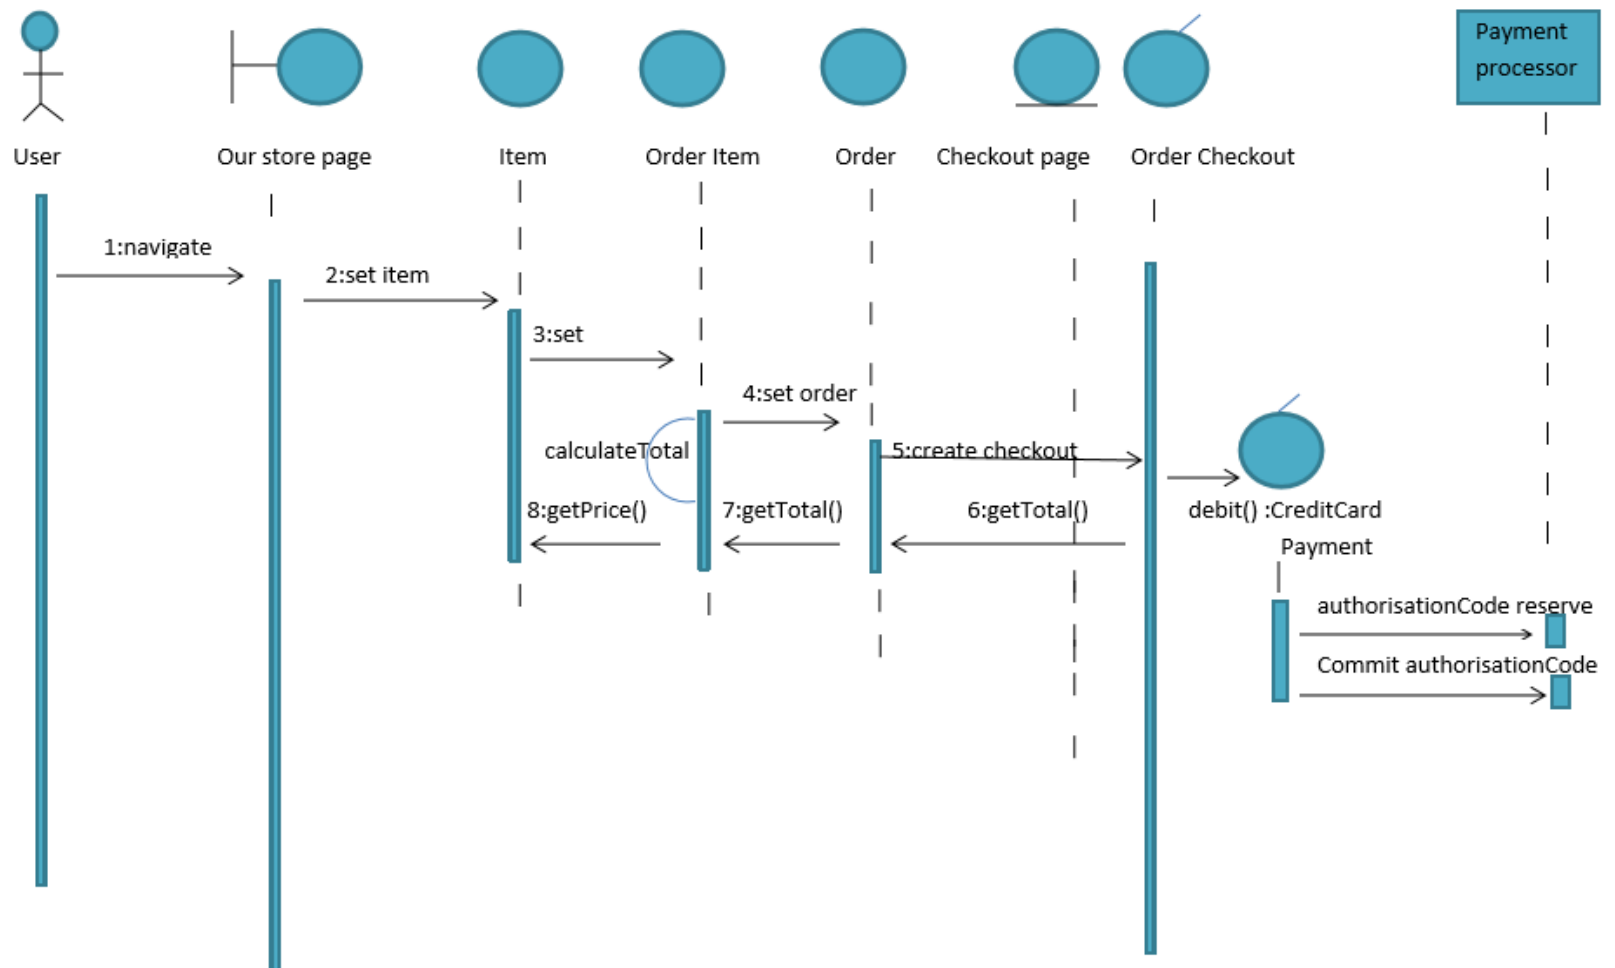 Payment
processor
User
Our store page
Item
Order Item
Order
Checkout page
Order Checkout
1:navigate
2:set item
3:set
4:set order
calculateTotal
5:create checkout
8:getPrice()
7:getTotal()
6:getTotal()
debit() :CreditCard
Payment
authorisationCode reserve
Commit authorisationCode